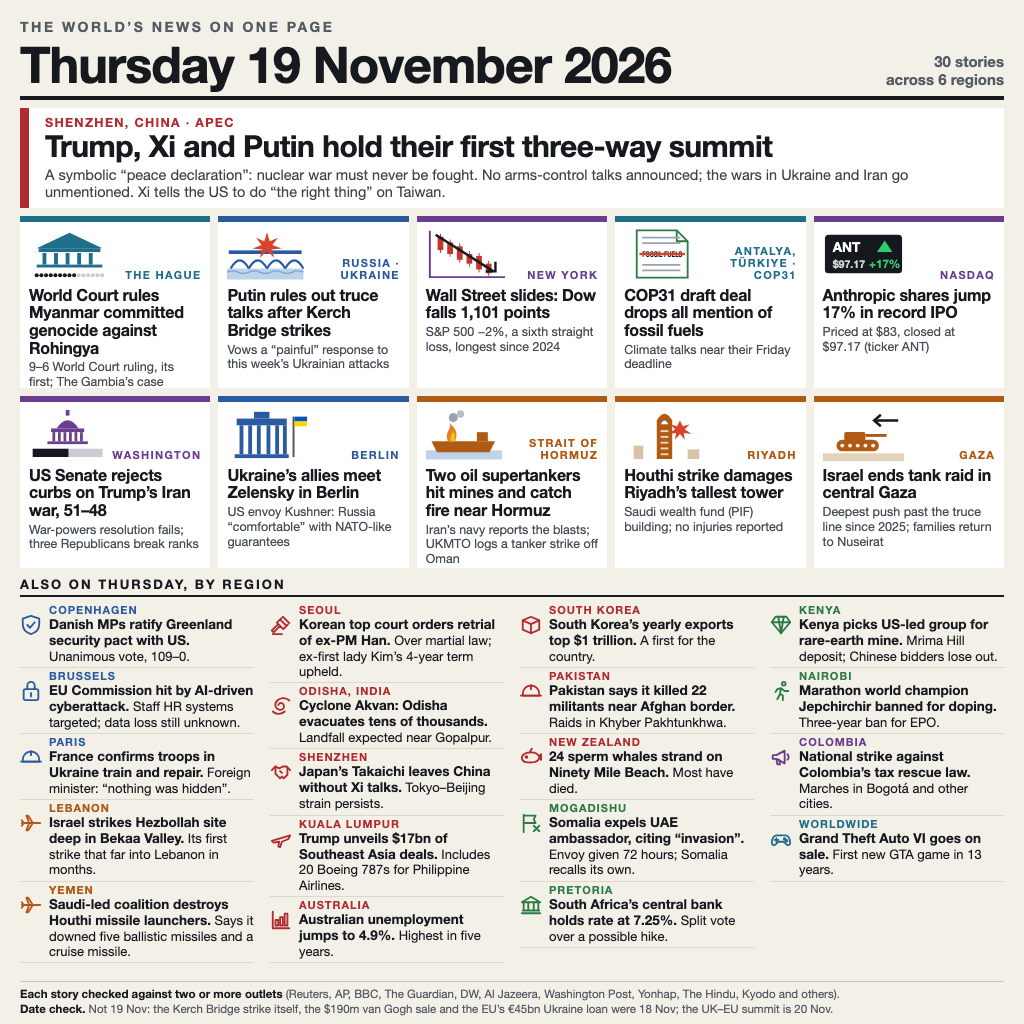 THE WORLD'S NEWS ON ONE PAGE
Thursday 19 November 2026
30 stories
across 6 regions
SHENZHEN, CHINA · APEC
Trump, Xi and Putin hold their first three-way summit
A symbolic “peace declaration”: nuclear war must never be fought. No arms-control talks announced; the wars in Ukraine and Iran go
unmentioned. Xi tells the US to do “the right thing” on Taiwan.
THE HAGUE
World Court rules
Myanmar committed
genocide against
Rohingya
9–6 World Court ruling, its
first; The Gambia’s case
RUSSIA ·
UKRAINE
Putin rules out truce
talks after Kerch
Bridge strikes
Vows a “painful” response to
this week’s Ukrainian attacks
NEW YORK
Wall Street slides: Dow
falls 1,101 points
S&P 500 −2%, a sixth straight
loss, longest since 2024
FOSSIL FUELS
ANTALYA,
TÜRKIYE ·
COP31
COP31 draft deal
drops all mention of
fossil fuels
Climate talks near their Friday
deadline
ANT
$97.17 +17%
NASDAQ
Anthropic shares jump
17% in record IPO
Priced at $83, closed at
$97.17 (ticker ANT)
WASHINGTON
US Senate rejects
curbs on Trump’s Iran
war, 51–48
War-powers resolution fails;
three Republicans break ranks
BERLIN
Ukraine’s allies meet
Zelensky in Berlin
US envoy Kushner: Russia
“comfortable” with NATO-like
guarantees
STRAIT OF
HORMUZ
Two oil supertankers
hit mines and catch
fire near Hormuz
Iran’s navy reports the blasts;
UKMTO logs a tanker strike off
Oman
RIYADH
Houthi strike damages
Riyadh’s tallest tower
Saudi wealth fund (PIF)
building; no injuries reported
GAZA
Israel ends tank raid in
central Gaza
Deepest push past the truce
line since 2025; families return
to Nuseirat
ALSO ON THURSDAY, BY REGION
COPENHAGEN
Danish MPs ratify Greenland
security pact with US.
Unanimous vote, 109–0.
BRUSSELS
EU Commission hit by AI-driven
cyberattack. Staff HR systems
targeted; data loss still unknown.
PARIS
France confirms troops in
Ukraine train and repair. Foreign
minister: “nothing was hidden”.
LEBANON
Israel strikes Hezbollah site
deep in Bekaa Valley. Its first
strike that far into Lebanon in
months.
YEMEN
Saudi-led coalition destroys
Houthi missile launchers. Says it
downed five ballistic missiles and a
cruise missile.
SEOUL
Korean top court orders retrial
of ex-PM Han. Over martial law;
ex-first lady Kim’s 4-year term
upheld.
ODISHA, INDIA
Cyclone Akvan: Odisha
evacuates tens of thousands.
Landfall expected near Gopalpur.
SHENZHEN
Japan’s Takaichi leaves China
without Xi talks. Tokyo–Beijing
strain persists.
KUALA LUMPUR
Trump unveils $17bn of
Southeast Asia deals. Includes
20 Boeing 787s for Philippine
Airlines.
AUSTRALIA
Australian unemployment
jumps to 4.9%. Highest in five
years.
SOUTH KOREA
South Korea’s yearly exports
top $1 trillion. A first for the
country.
PAKISTAN
Pakistan says it killed 22
militants near Afghan border.
Raids in Khyber Pakhtunkhwa.
NEW ZEALAND
24 sperm whales strand on
Ninety Mile Beach. Most have
died.
MOGADISHU
Somalia expels UAE
ambassador, citing “invasion”.
Envoy given 72 hours; Somalia
recalls its own.
PRETORIA
South Africa’s central bank
holds rate at 7.25%. Split vote
over a possible hike.
KENYA
Kenya picks US-led group for
rare-earth mine. Mrima Hill
deposit; Chinese bidders lose out.
NAIROBI
Marathon world champion
Jepchirchir banned for doping.
Three-year ban for EPO.
COLOMBIA
National strike against
Colombia’s tax rescue law.
Marches in Bogotá and other
cities.
WORLDWIDE
Grand Theft Auto VI goes on
sale. First new GTA game in 13
years.
Each story checked against two or more outlets (Reuters, AP, BBC, The Guardian, DW, Al Jazeera, Washington Post, Yonhap, The Hindu, Kyodo and others).
Date check. Not 19 Nov: the Kerch Bridge strike itself, the $190m van Gogh sale and the EU’s €45bn Ukraine loan were 18 Nov; the UK–EU summit is 20 Nov.